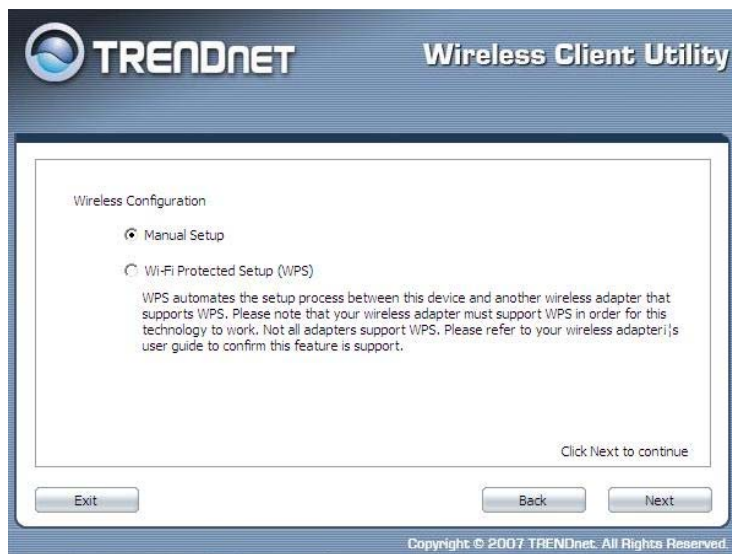 TRENDNET
Wireless Client Utility
Wireless Configuration
Manual Setup
Wi-Fi Protected Setup (WPS)
WPS automates the setup process between this device and another wireless adapter that
supports WPS. Please note that your wireless adapter must support WPS in order for this
technology to work. Not all adapters support WPS. Please refer to your wireless adapteri¦s
user guide to confirm this feature is support.
Click Next to continue
Exit
Back
Next
Copyright © 2007 TRENDnet. All Rights Reserved.